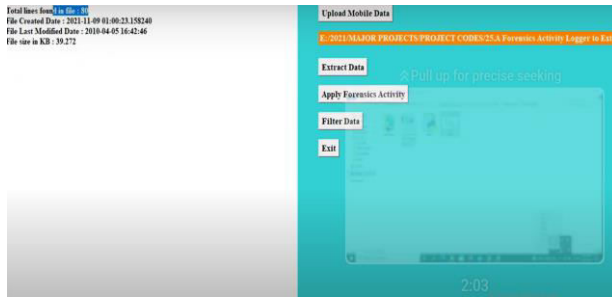 Total lines found in file : 80
File Created Date : 2021-11-09 01:00:23.158240
File Last Modified Date : 2010-04-05 16:42:46
File size in KB : 39.272
Upload Mobile Data
E:/2021/MAJOR PROJECTS/PROJECT CODES/25.A Forensics Activity Logger to Ext
Extract Data
Pull up for precise seeking
Apply Forensics Activity
Filter Data
Exit
2:03